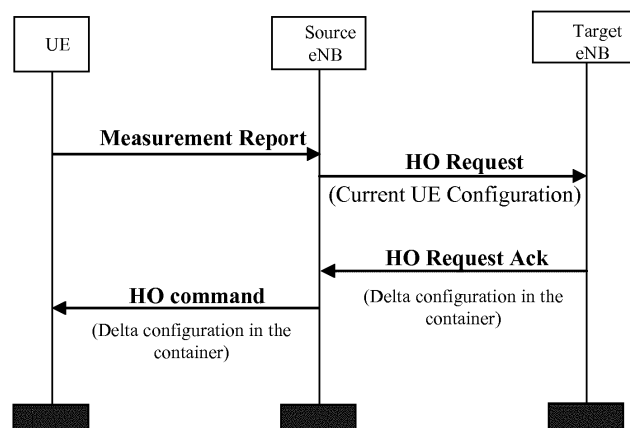 UE
Source
eNB
Target
eNB
Measurement Report
HO Request
(Current UE Configuration)
HO Request Ack
(Delta configuration in the
container)
HO command
(Delta configuration in the
container)